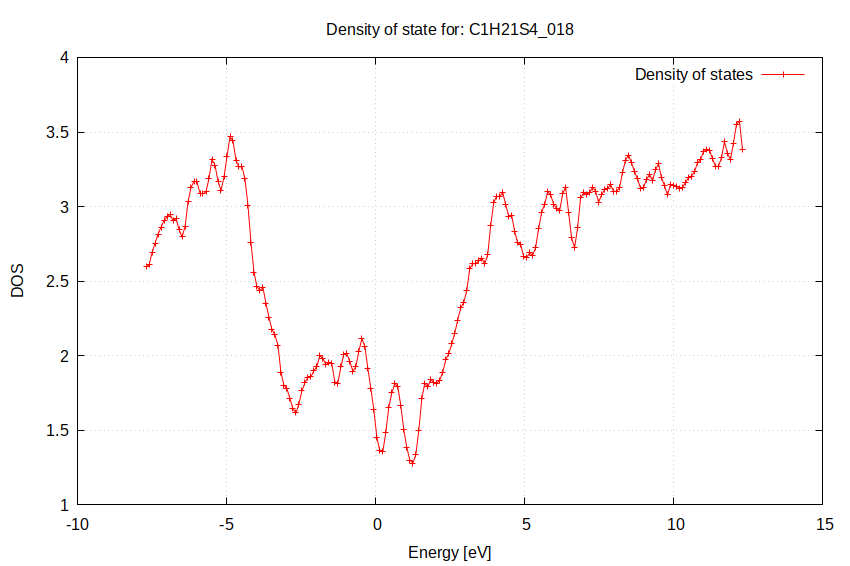 Density of state for: C1H21S4_018
Density of states
4
3.5
3
2.5
2
1.5
1
DOS
-10 -5 0 5 10 15
Energy [eV]